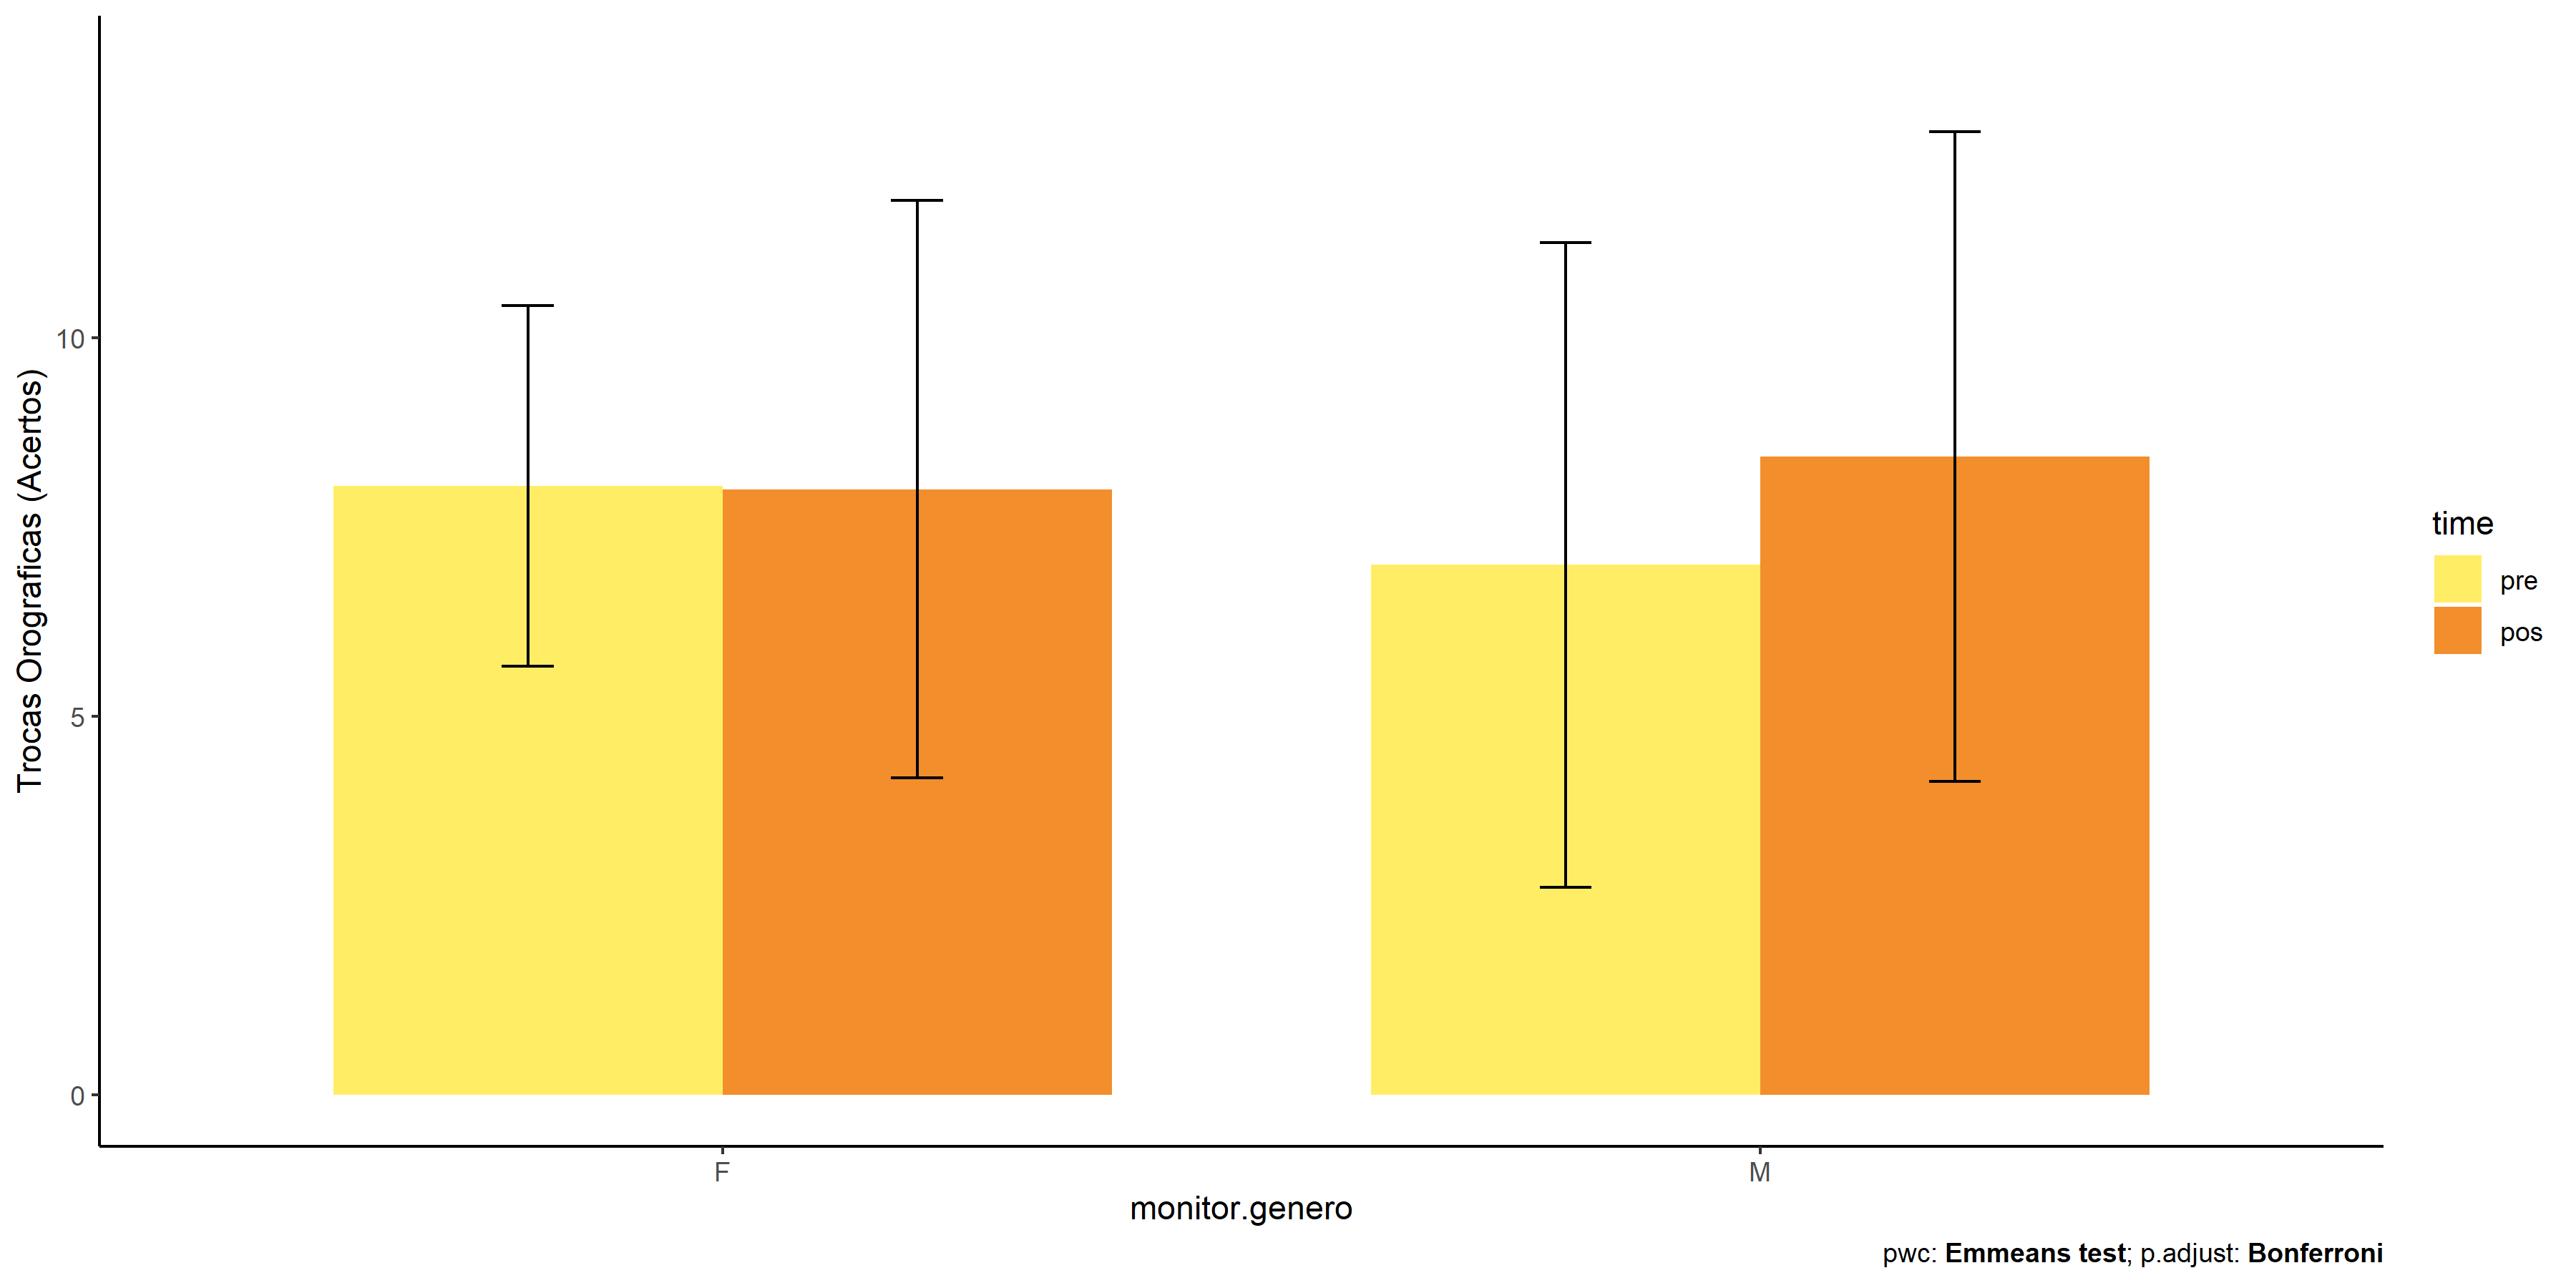 Trocas Orograficas (Acertos)
10
5
0
F
M
monitor.genero
time
pre
pos
pwc: Emmeans test; p.adjust: Bonferroni